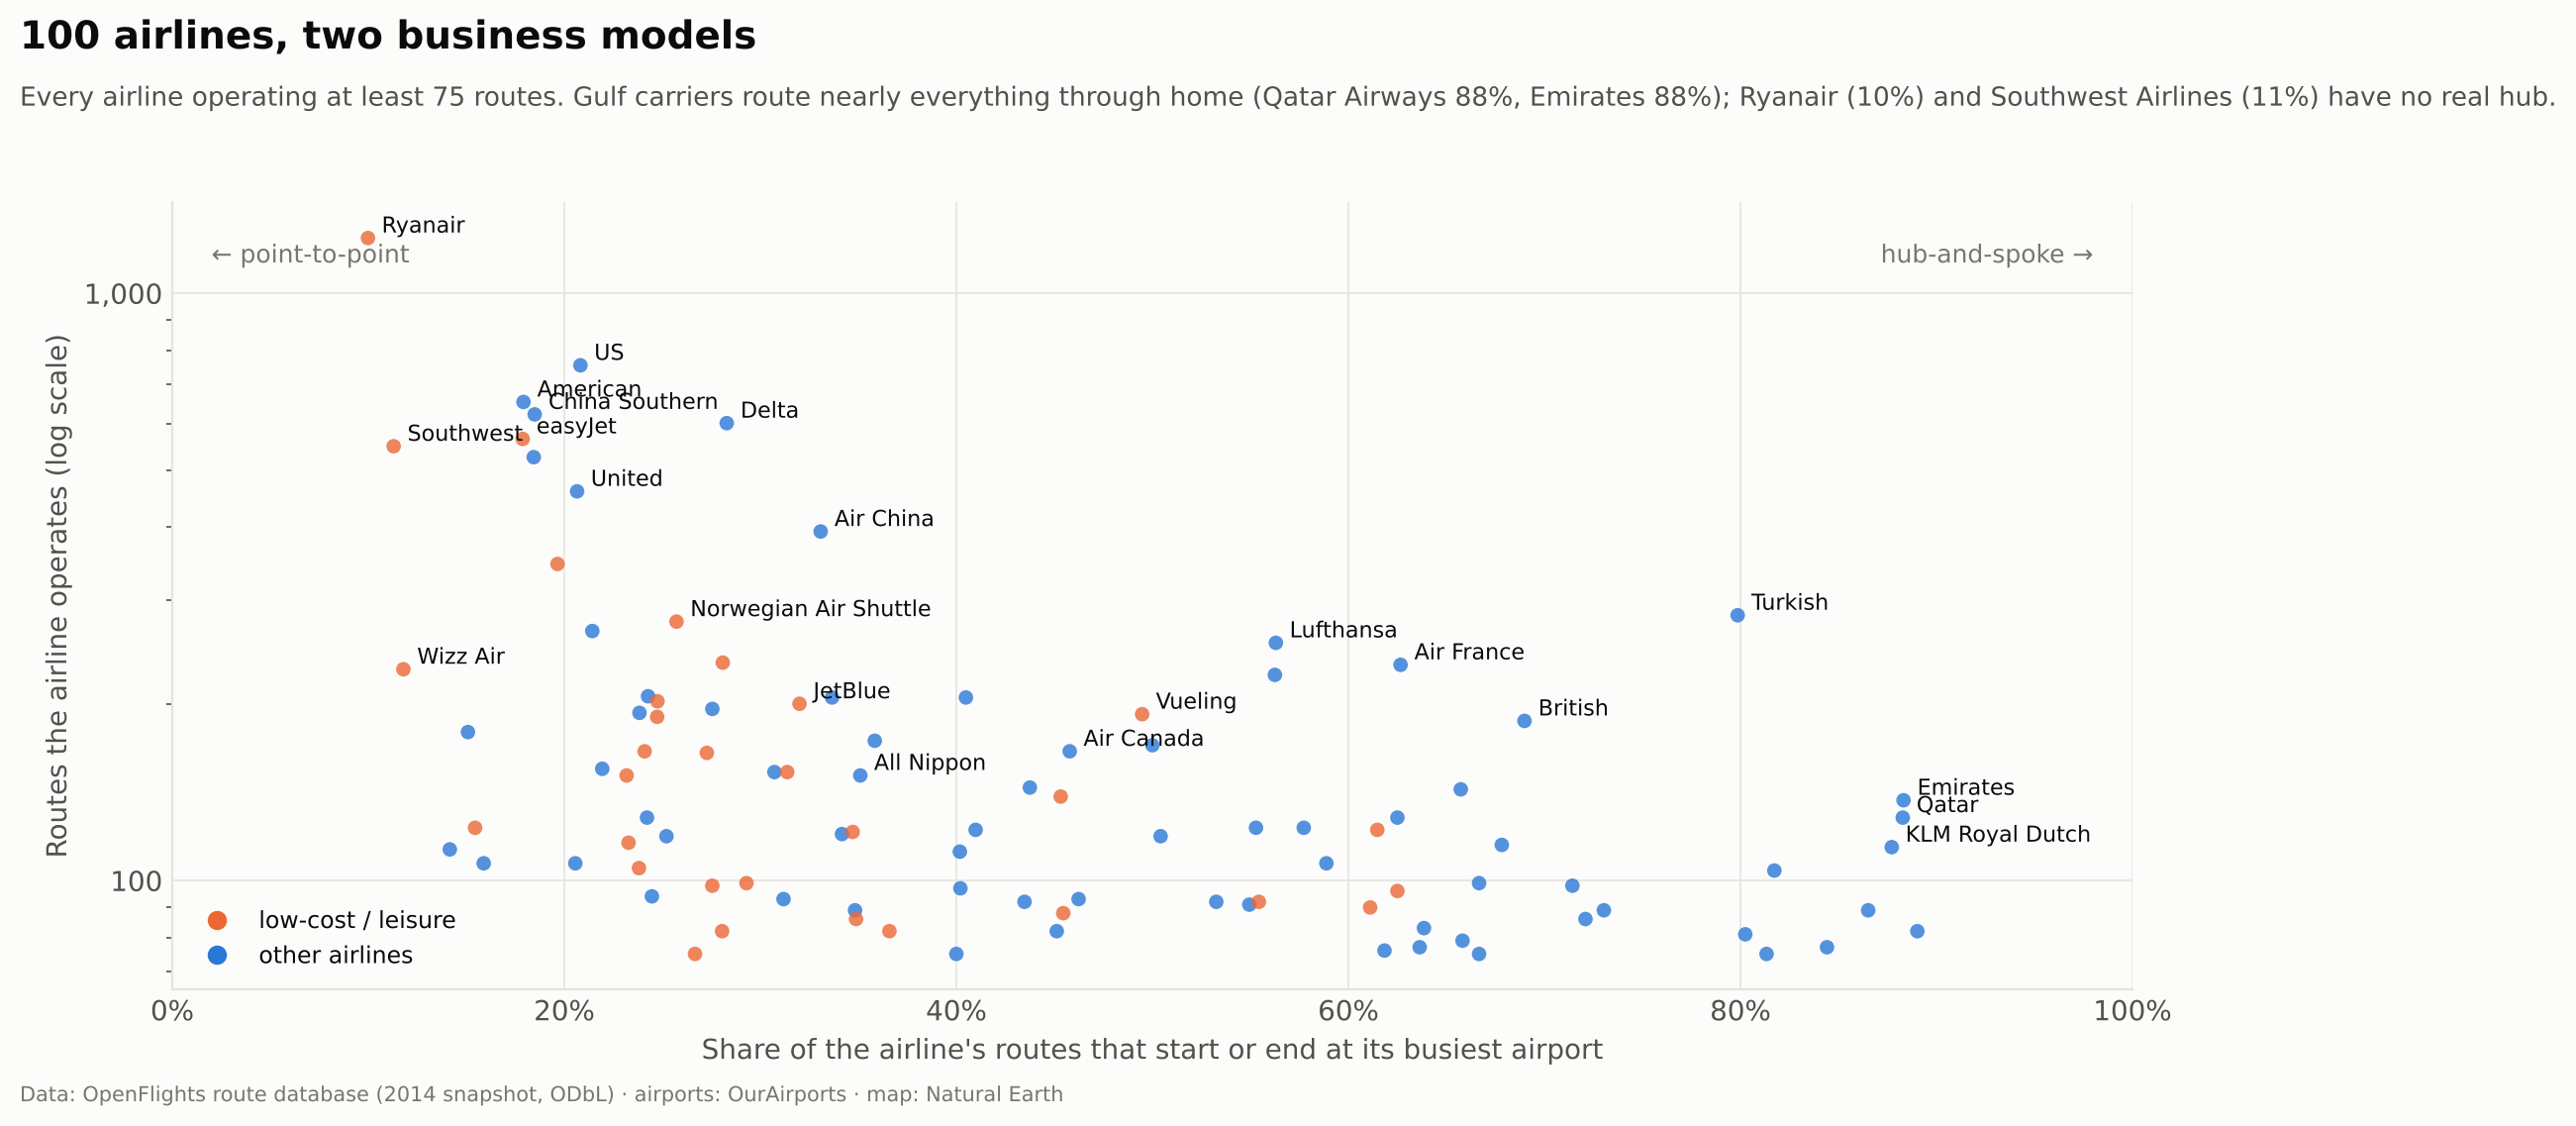 100 airlines, two business models
Every airline operating at least 75 routes. Gulf carriers route nearly everything through home (Qatar Airways 88%, Emirates 88%); Ryanair (10%) and Southwest Airlines (11%) have no real hub.
Ryanair
← point-to-point
hub-and-spoke →
1,000
US
American
China Southern
Delta
easyJet
Southwest
United
Air China
Norwegian Air Shuttle
Turkish
Lufthansa
Air France
Wizz Air
JetBlue
Vueling
British
Air Canada
All Nippon
Emirates
Qatar
KLM Royal Dutch
100
Routes the airline operates (log scale)
low-cost / leisure
other airlines
0%
20%
40%
60%
80%
100%
Share of the airline's routes that start or end at its busiest airport
Data: OpenFlights route database (2014 snapshot, ODbL) · airports: OurAirports · map: Natural Earth